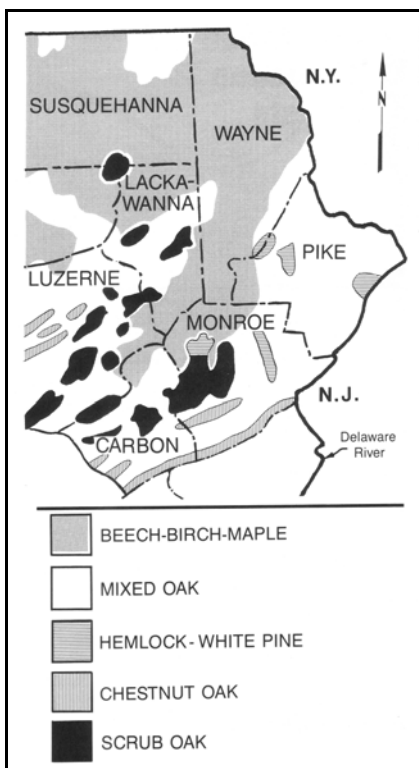 N.Y.
SUSQUEHANNA
WAYNE
N
LACKA-
WANNA
PIKE
LUZERNE
MONROE
N.J.
CARBON
Delaware
River
BEECH-BIRCH-MAPLE
MIXED OAK
HEMLOCK-WHITE PINE
CHESTNUT OAK
SCRUB OAK